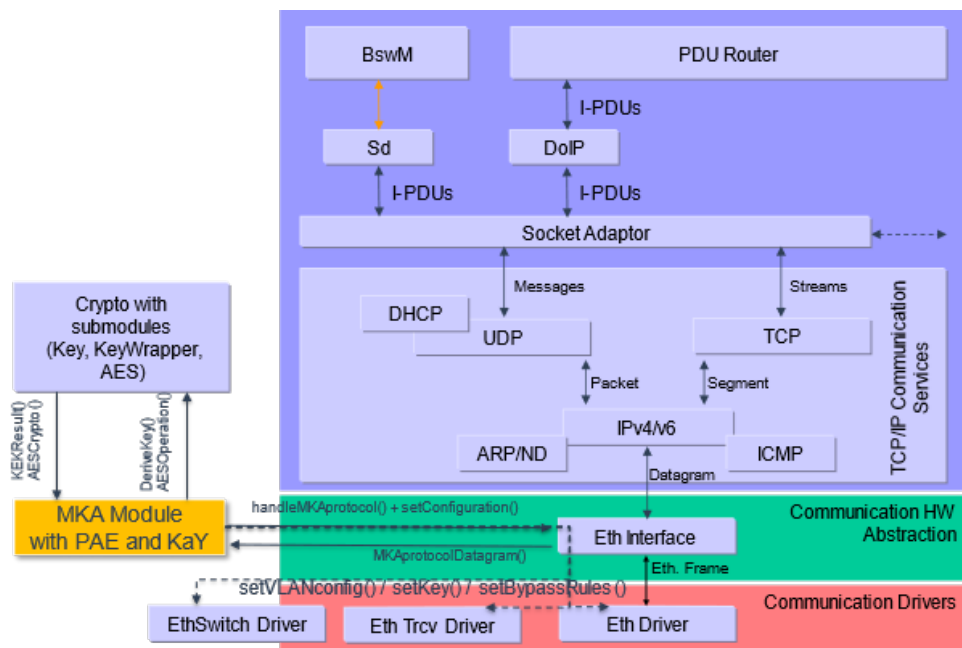 BswM
PDU Router
I-PDUs
Sd
DoIP
I-PDUs
I-PDUs
Socket Adaptor
Messages
Streams
DHCP
UDP
TCP
Packet
Segment
IPv4/v6
ARP/ND
ICMP
Datagram
TCP/IP Communication
Services
Crypto with
submodules
(Key, KeyWrapper,
AES)
KEKResult()
AESCrypto()
DeriveKey()
AESOperation()
MKA Module
with PAE and KaY
handleMKAprotocol() + setConfiguration()
MKAprotocolDatagram()
Communication HW
Abstraction
Eth Interface
Eth. Frame
setVLANconfig() / setKey() / setBypassRules()
Communication Drivers
EthSwitch Driver
Eth Trcv Driver
Eth Driver